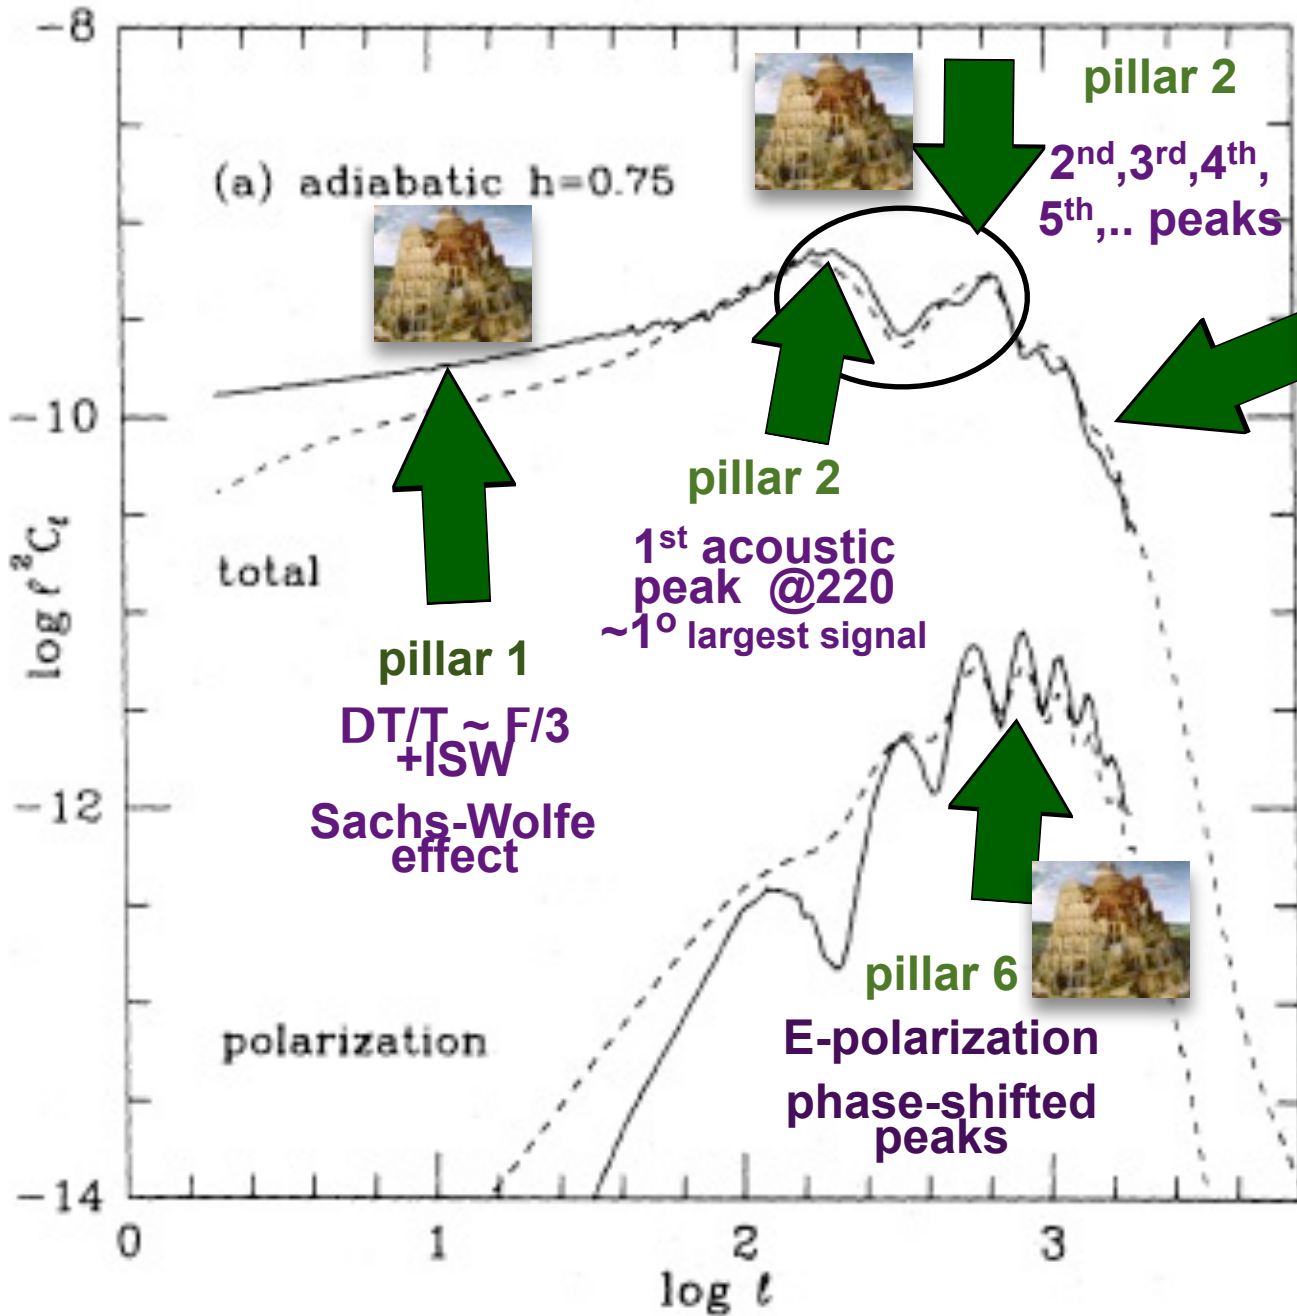 −8
pillar 2
2nd,3rd,4th,
5th,.. peaks
(a) adiabatic h=0.75
−10
pillar 2
1st acoustic
peak @220
~1o largest signal
log ℓ²Cℓ
total
pillar 1
DT/T ~ F/3
+ISW
Sachs-Wolfe
effect
−12
pillar 6
E-polarization
phase-shifted
peaks
polarization
−14
0
1
2
3
log ℓ